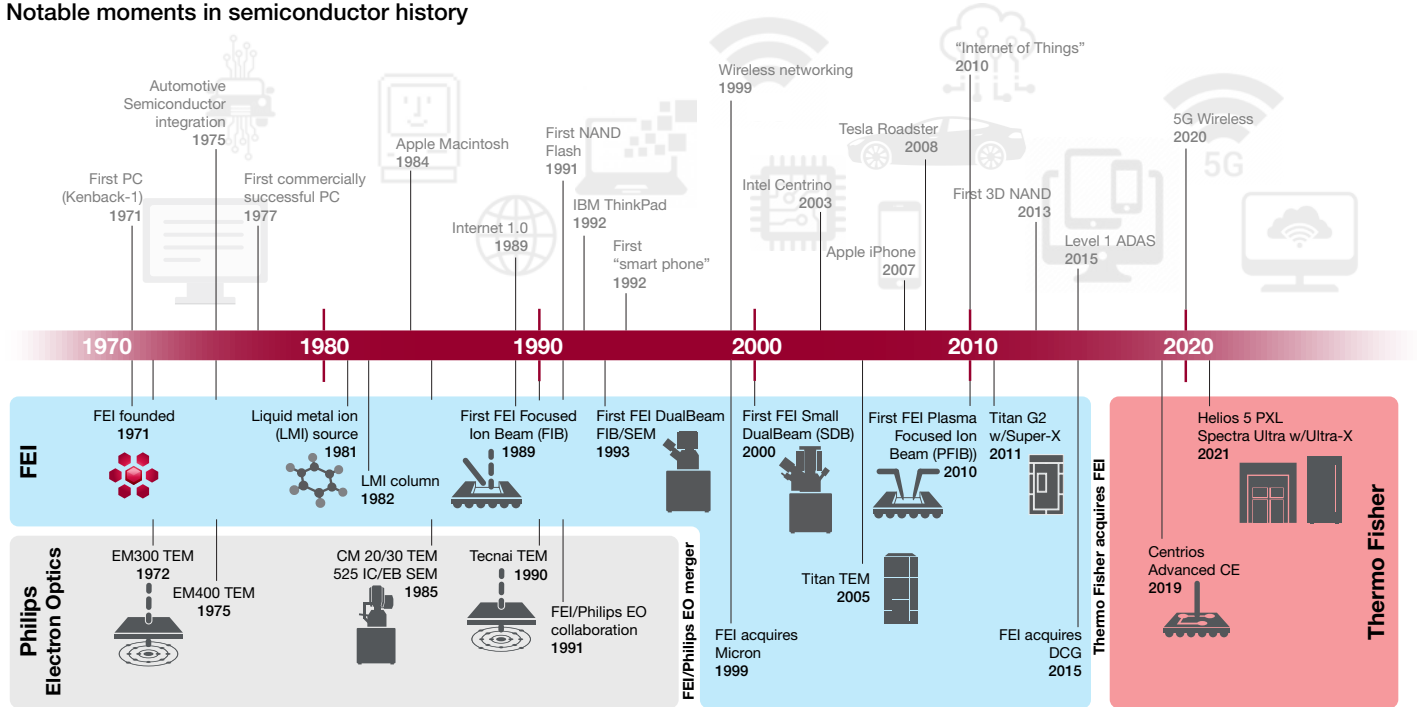 Notable moments in semiconductor history
First PC
(Kenback-1)
1971
Automotive
Semiconductor
integration
1975
First commercially
successful PC
1977
Apple Macintosh
1984
Internet 1.0
1989
First NAND
Flash
1991
IBM ThinkPad
1992
First
“smart phone”
1992
Wireless networking
1999
Intel Centrino
2003
Apple iPhone
2007
Tesla Roadster
2008
“Internet of Things”
2010
First 3D NAND
2013
Level 1 ADAS
2015
5G Wireless
2020
5G
1970
1980
1990
2000
2010
2020
FEI
FEI founded
1971
Liquid metal ion
(LMI) source
1981
LMI column
1982
First FEI Focused
Ion Beam (FIB)
1989
First FEI DualBeam
FIB/SEM
1993
First FEI Small
DualBeam (SDB)
2000
First FEI Plasma
Focused Ion
Beam (PFIB))
2010
Titan G2
w/Super-X
2011
Philips
Electron Optics
EM300 TEM
1972
EM400 TEM
1975
CM 20/30 TEM
525 IC/EB SEM
1985
Tecnai TEM
1990
FEI/Philips EO
collaboration
1991
FEI/Philips EO merger
FEI acquires
Micron
1999
Titan TEM
2005
FEI acquires
DCG
2015
Thermo Fisher acquires FEI
Helios 5 PXL
Spectra Ultra w/Ultra-X
2021
Centrios
Advanced CE
2019
Thermo Fisher